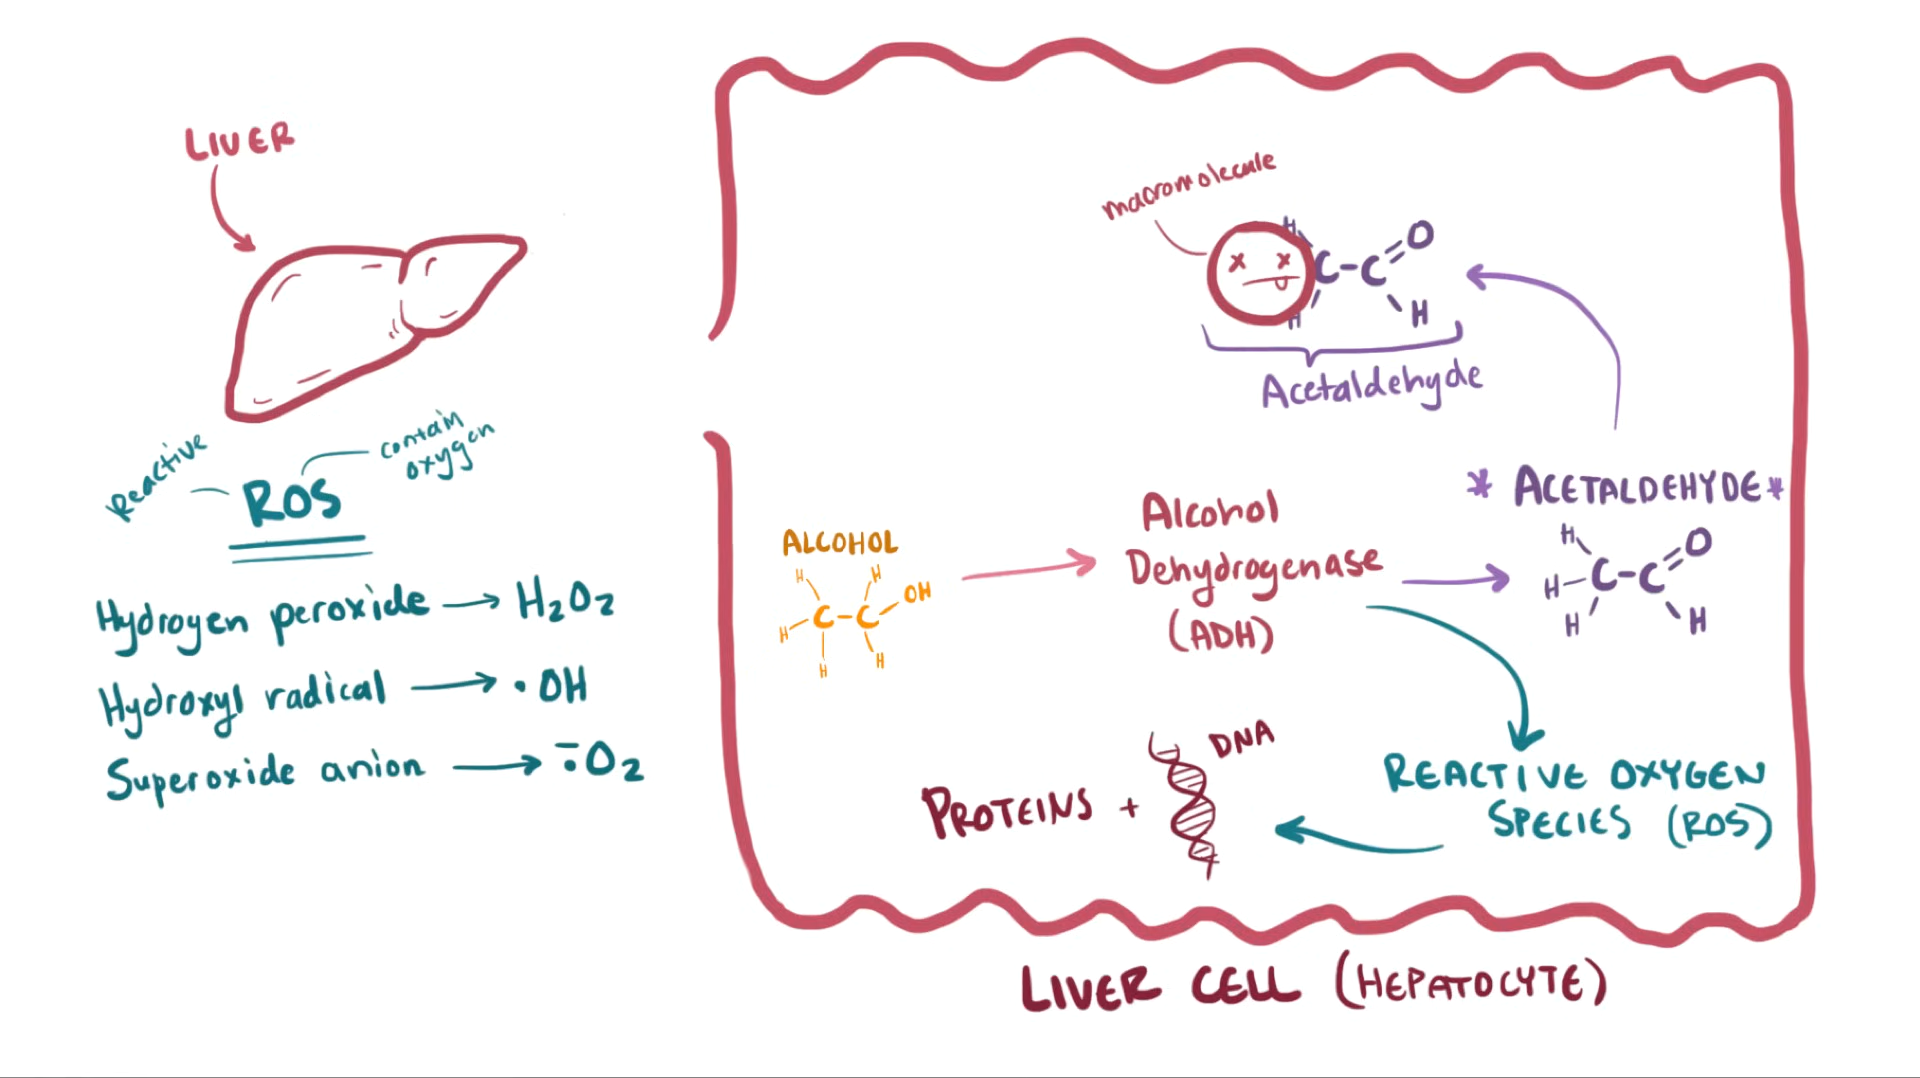 LIVER
Reactive
contain
oxygen
ROS
Hydrogen peroxide → H₂O₂
Hydroxyl radical → •OH
Superoxide anion → ⁻•O₂
macromolecule
H
C-C=O
H
H
Acetaldehyde
ALCOHOL
H H
C-C OH
H
H H
Alcohol
Dehydrogenase
(ADH)
* ACETALDEHYDE *
H
O
H-C-C
H H
DNA
PROTEINS +
REACTIVE OXYGEN
SPECIES (ROS)
LIVER CELL (HEPATOCYTE)